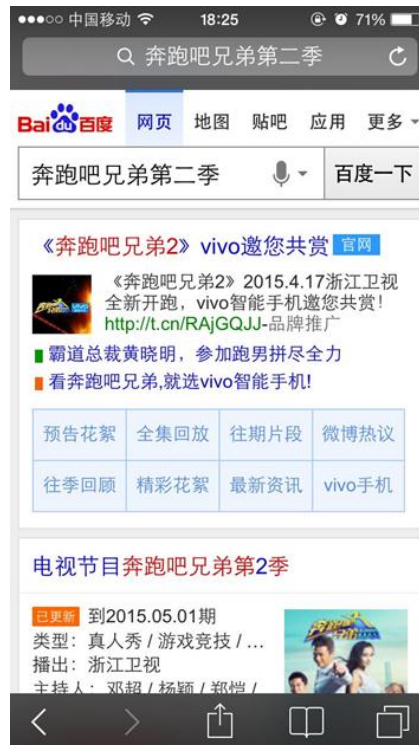 中国移动 18:25 71%
奔跑吧兄弟第二季
Bai du 百度 网页 地图 贴吧 应用 更多
奔跑吧兄弟第二季 百度一下
《奔跑吧兄弟2》vivo邀您共赏 官网
《奔跑吧兄弟2》2015.4.17浙江卫视
全新开跑，vivo智能手机邀您共赏！
http://t.cn/RAjGQJJ-品牌推广
霸道总裁黄晓明，参加跑男拼尽全力
看奔跑吧兄弟,就选vivo智能手机!
预告花絮 全集回放 往期片段 微博热议
往季回顾 精彩花絮 最新资讯 vivo手机
电视节目奔跑吧兄弟第2季
已更新 到2015.05.01期
类型：真人秀 / 游戏竞技 / ...
播出：浙江卫视
主持人：邓超 / 杨颖 / 郑恺 /